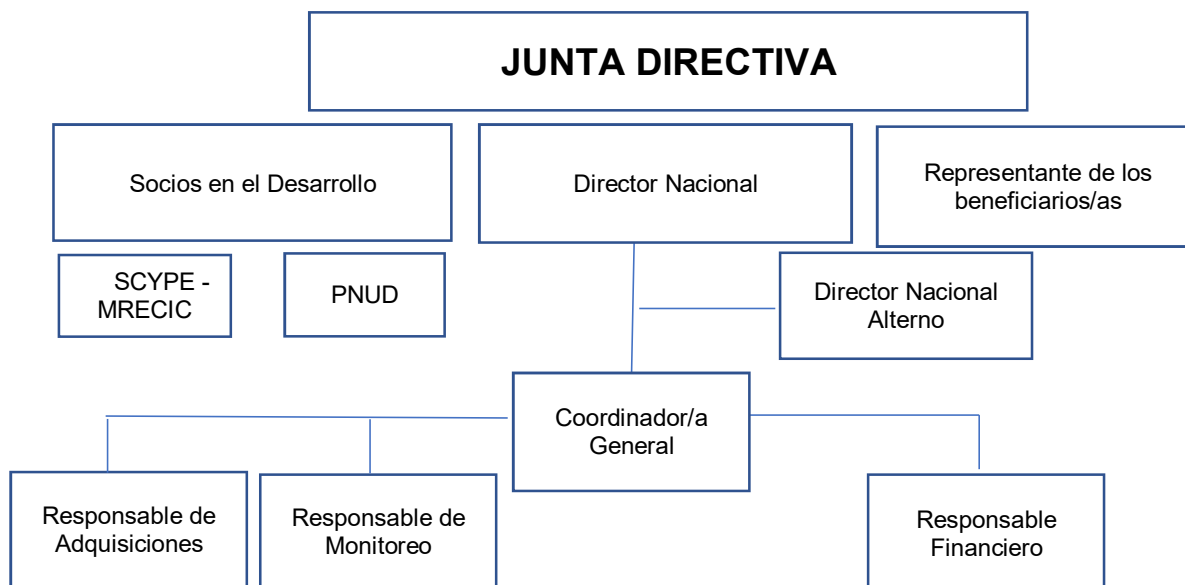 JUNTA DIRECTIVA
Socios en el Desarrollo
Director Nacional
Representante de los
beneficiarios/as
SCYPE -
MRECIC
PNUD
Director Nacional
Alterno
Coordinador/a
General
Responsable de
Adquisiciones
Responsable de
Monitoreo
Responsable
Financiero